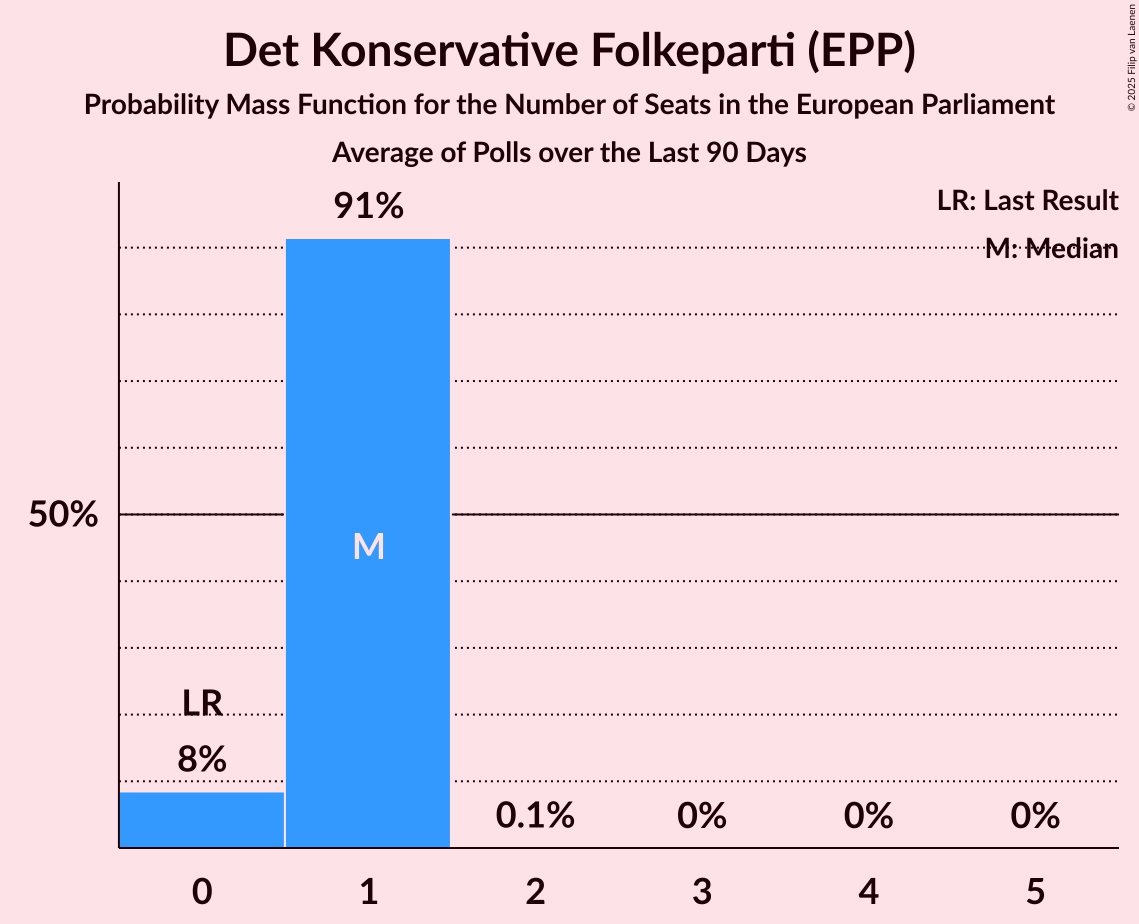 Det Konservative Folkeparti (EPP)
Probability Mass Function for the Number of Seats in the European Parliament
Average of Polls over the Last 90 Days
© 2025 Filip van Laenen
LR: Last Result
M: Median
91%
50%
M
LR
8%
0.1%
0%
0%
0%
0
1
2
3
4
5